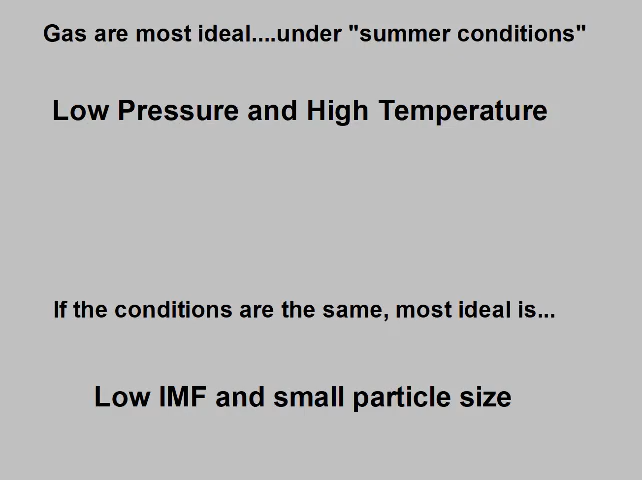 Gas are most ideal....under "summer conditions"
Low Pressure and High Temperature
If the conditions are the same, most ideal is...
Low IMF and small particle size